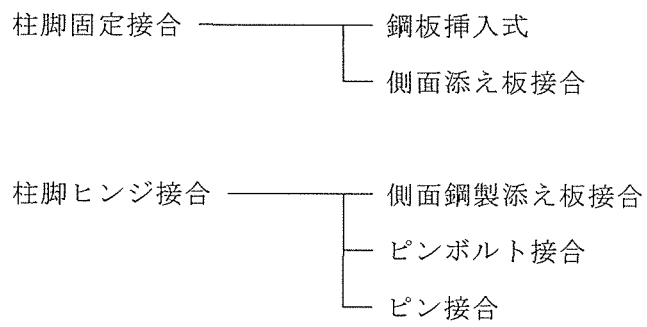 柱脚固定接合 鋼板挿入式
側面添え板接合
柱脚ヒンジ接合 側面鋼製添え板接合
ピンボルト接合
ピン接合